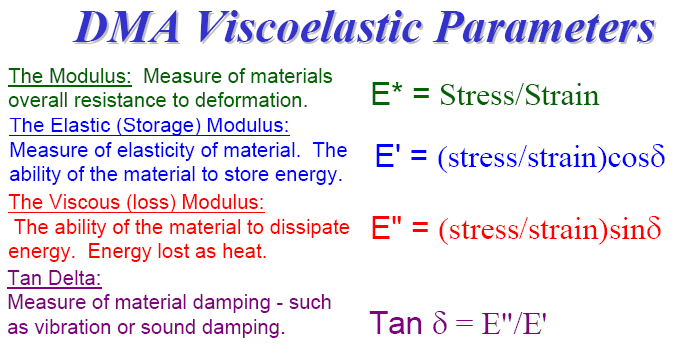 DMA Viscoelastic Parameters
The Modulus: Measure of materials
overall resistance to deformation.
E* = Stress/Strain
The Elastic (Storage) Modulus:
Measure of elasticity of material. The
ability of the material to store energy.
E' = (stress/strain)cosδ
The Viscous (loss) Modulus:
The ability of the material to dissipate
energy. Energy lost as heat.
E" = (stress/strain)sinδ
Tan Delta:
Measure of material damping - such
as vibration or sound damping.
Tan δ = E"/E'